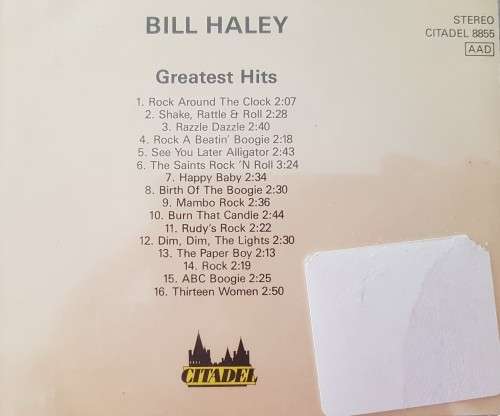 BILL HALEY
STEREO
CITADEL 8855
AAD
Greatest Hits
1. Rock Around The Clock 2:07
2. Shake, Rattle & Roll 2:28
3. Razzle Dazzle 2:40
4. Rock A Beatin' Boogie 2:18
5. See You Later Alligator 2:43
6. The Saints Rock 'N Roll 3:24
7. Happy Baby 2:34
8. Birth Of The Boogie 2:30
9. Mambo Rock 2:36
10. Burn That Candie 2:44
11. Rudy's Rock 2:22
12. Dim, Dim, The Lights 2:30
13. The Paper Boy 2:13
14. Rock 2:19
15. ABC Boogie 2:25
16. Thirteen Women 2:50
CITADEL